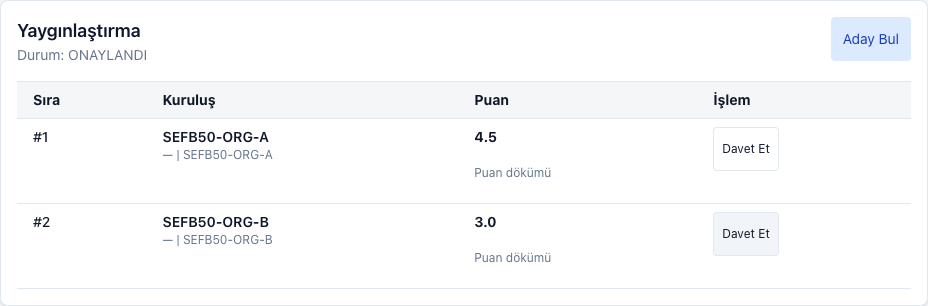 Yaygınlaştırma
Durum: ONAYLANDI
Aday Bul
Sıra Kuruluş Puan İşlem
#1 SEFB50-ORG-A 4.5 Davet Et
— | SEFB50-ORG-A
Puan dökümü
#2 SEFB50-ORG-B 3.0 Davet Et
— | SEFB50-ORG-B
Puan dökümü